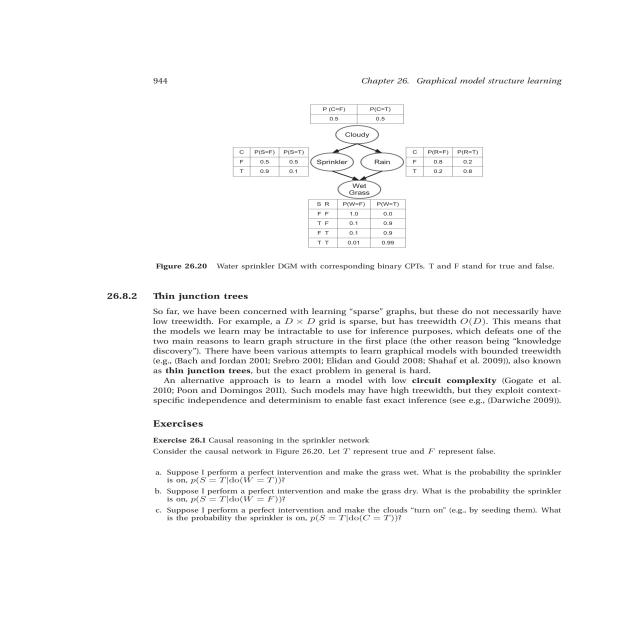 944
Chapter 26. Graphical model structure learning
P (C=F) P(C=T)
0.5 0.5
Cloudy
C P(S=F) P(S=T)
F 0.5 0.5
T 0.9 0.1
Sprinkler
Rain
C P(R=F) P(R=T)
F 0.8 0.2
T 0.2 0.8
Wet
Grass
S R P(W=F) P(W=T)
F F 1.0 0.0
T F 0.1 0.9
F T 0.1 0.9
T T 0.01 0.99
Figure 26.20 Water sprinkler DGM with corresponding binary CPTs. T and F stand for true and false.
26.8.2 Thin junction trees
So far, we have been concerned with learning “sparse” graphs, but these do not necessarily have
low treewidth. For example, a D × D grid is sparse, but has treewidth O(D). This means that
the models we learn may be intractable to use for inference purposes, which defeats one of the
two main reasons to learn graph structure in the first place (the other reason being “knowledge
discovery”). There have been various attempts to learn graphical models with bounded treewidth
(e.g., (Bach and Jordan 2001; Srebro 2001; Elidan and Gould 2008; Shahaf et al. 2009)), also known
as thin junction trees, but the exact problem in general is hard.
An alternative approach is to learn a model with low circuit complexity (Gogate et al.
2010; Poon and Domingos 2011). Such models may have high treewidth, but they exploit context-
specific independence and determinism to enable fast exact inference (see e.g., (Darwiche 2009)).
Exercises
Exercise 26.1 Causal reasoning in the sprinkler network
Consider the causal network in Figure 26.20. Let T represent true and F represent false.
a. Suppose I perform a perfect intervention and make the grass wet. What is the probability the sprinkler
is on, p(S = T|do(W = T))?
b. Suppose I perform a perfect intervention and make the grass dry. What is the probability the sprinkler
is on, p(S = T|do(W = F))?
c. Suppose I perform a perfect intervention and make the clouds “turn on” (e.g., by seeding them). What
is the probability the sprinkler is on, p(S = T|do(C = T))?